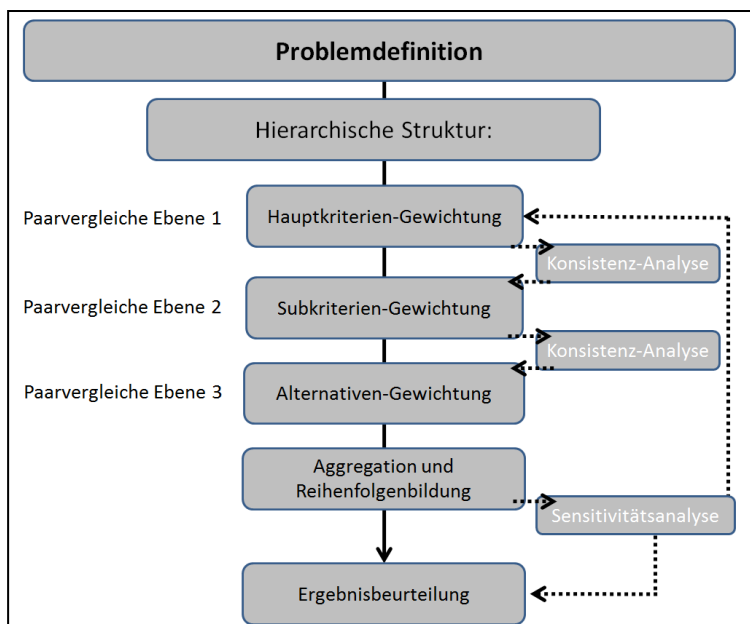 Problemdefinition
Hierarchische Struktur:
Paarvergleiche Ebene 1
Hauptkriterien-Gewichtung
Konsistenz-Analyse
Paarvergleiche Ebene 2
Subkriterien-Gewichtung
Konsistenz-Analyse
Paarvergleiche Ebene 3
Alternativen-Gewichtung
Aggregation und
Reihenfolgenbildung
Sensitivitätsanalyse
Ergebnisbeurteilung